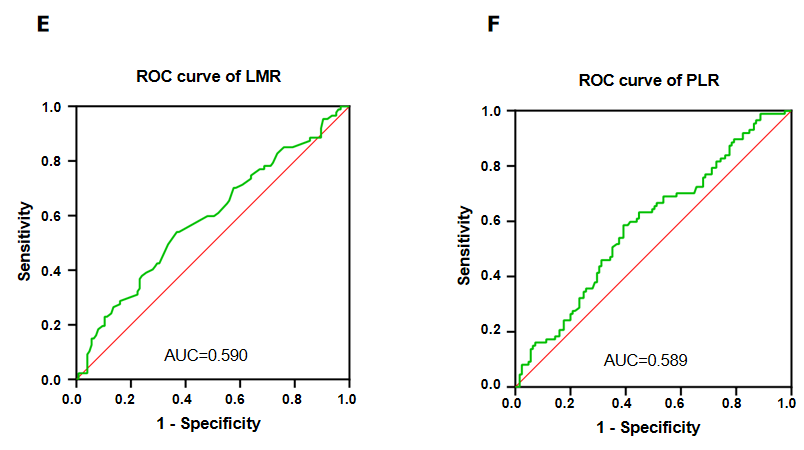 E
ROC curve of LMR
1.0
0.8
0.6
0.4
0.2
0.0
Sensitivity
AUC=0.590
0.0 0.2 0.4 0.6 0.8 1.0
1 - Specificity
F
ROC curve of PLR
1.0
0.8
0.6
0.4
0.2
0.0
Sensitivity
AUC=0.589
0.0 0.2 0.4 0.6 0.8 1.0
1 - Specificity